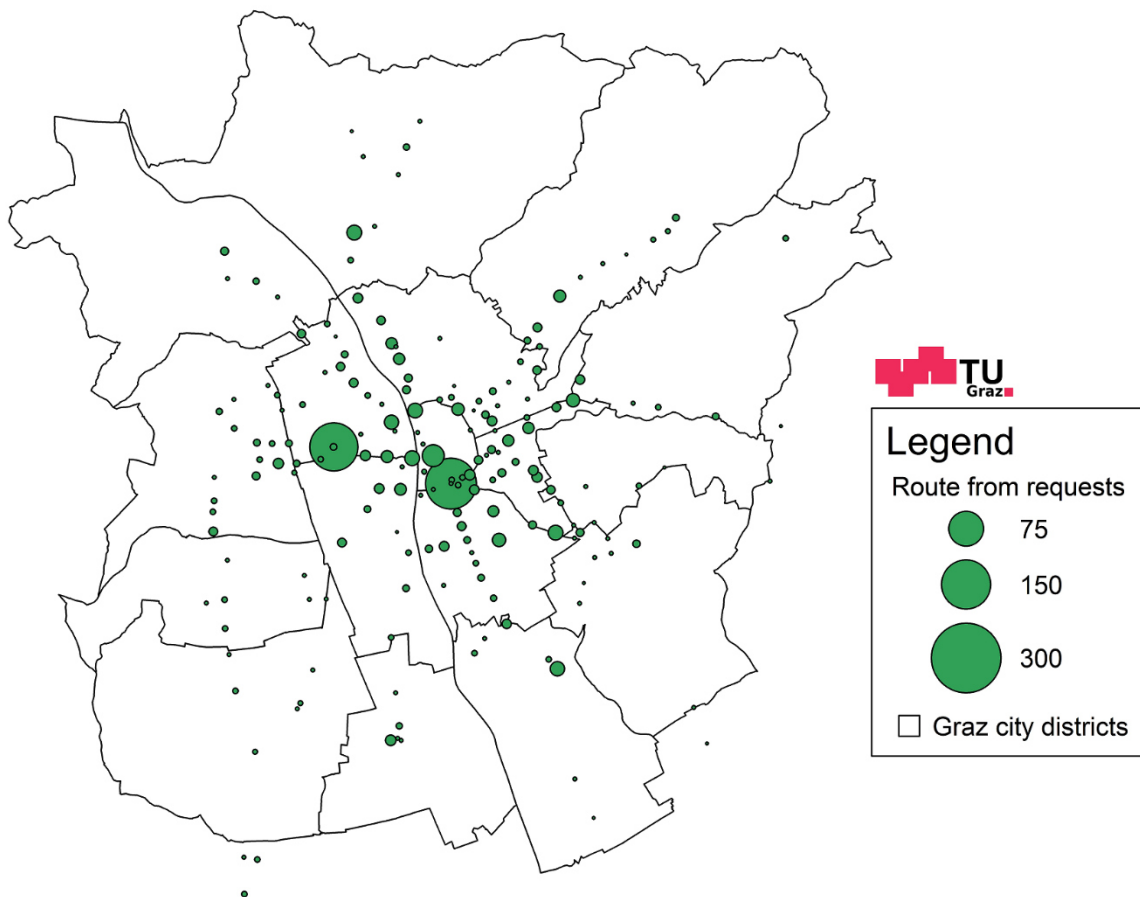 TU
Graz
Legend
Route from requests
75
150
300
Graz city districts